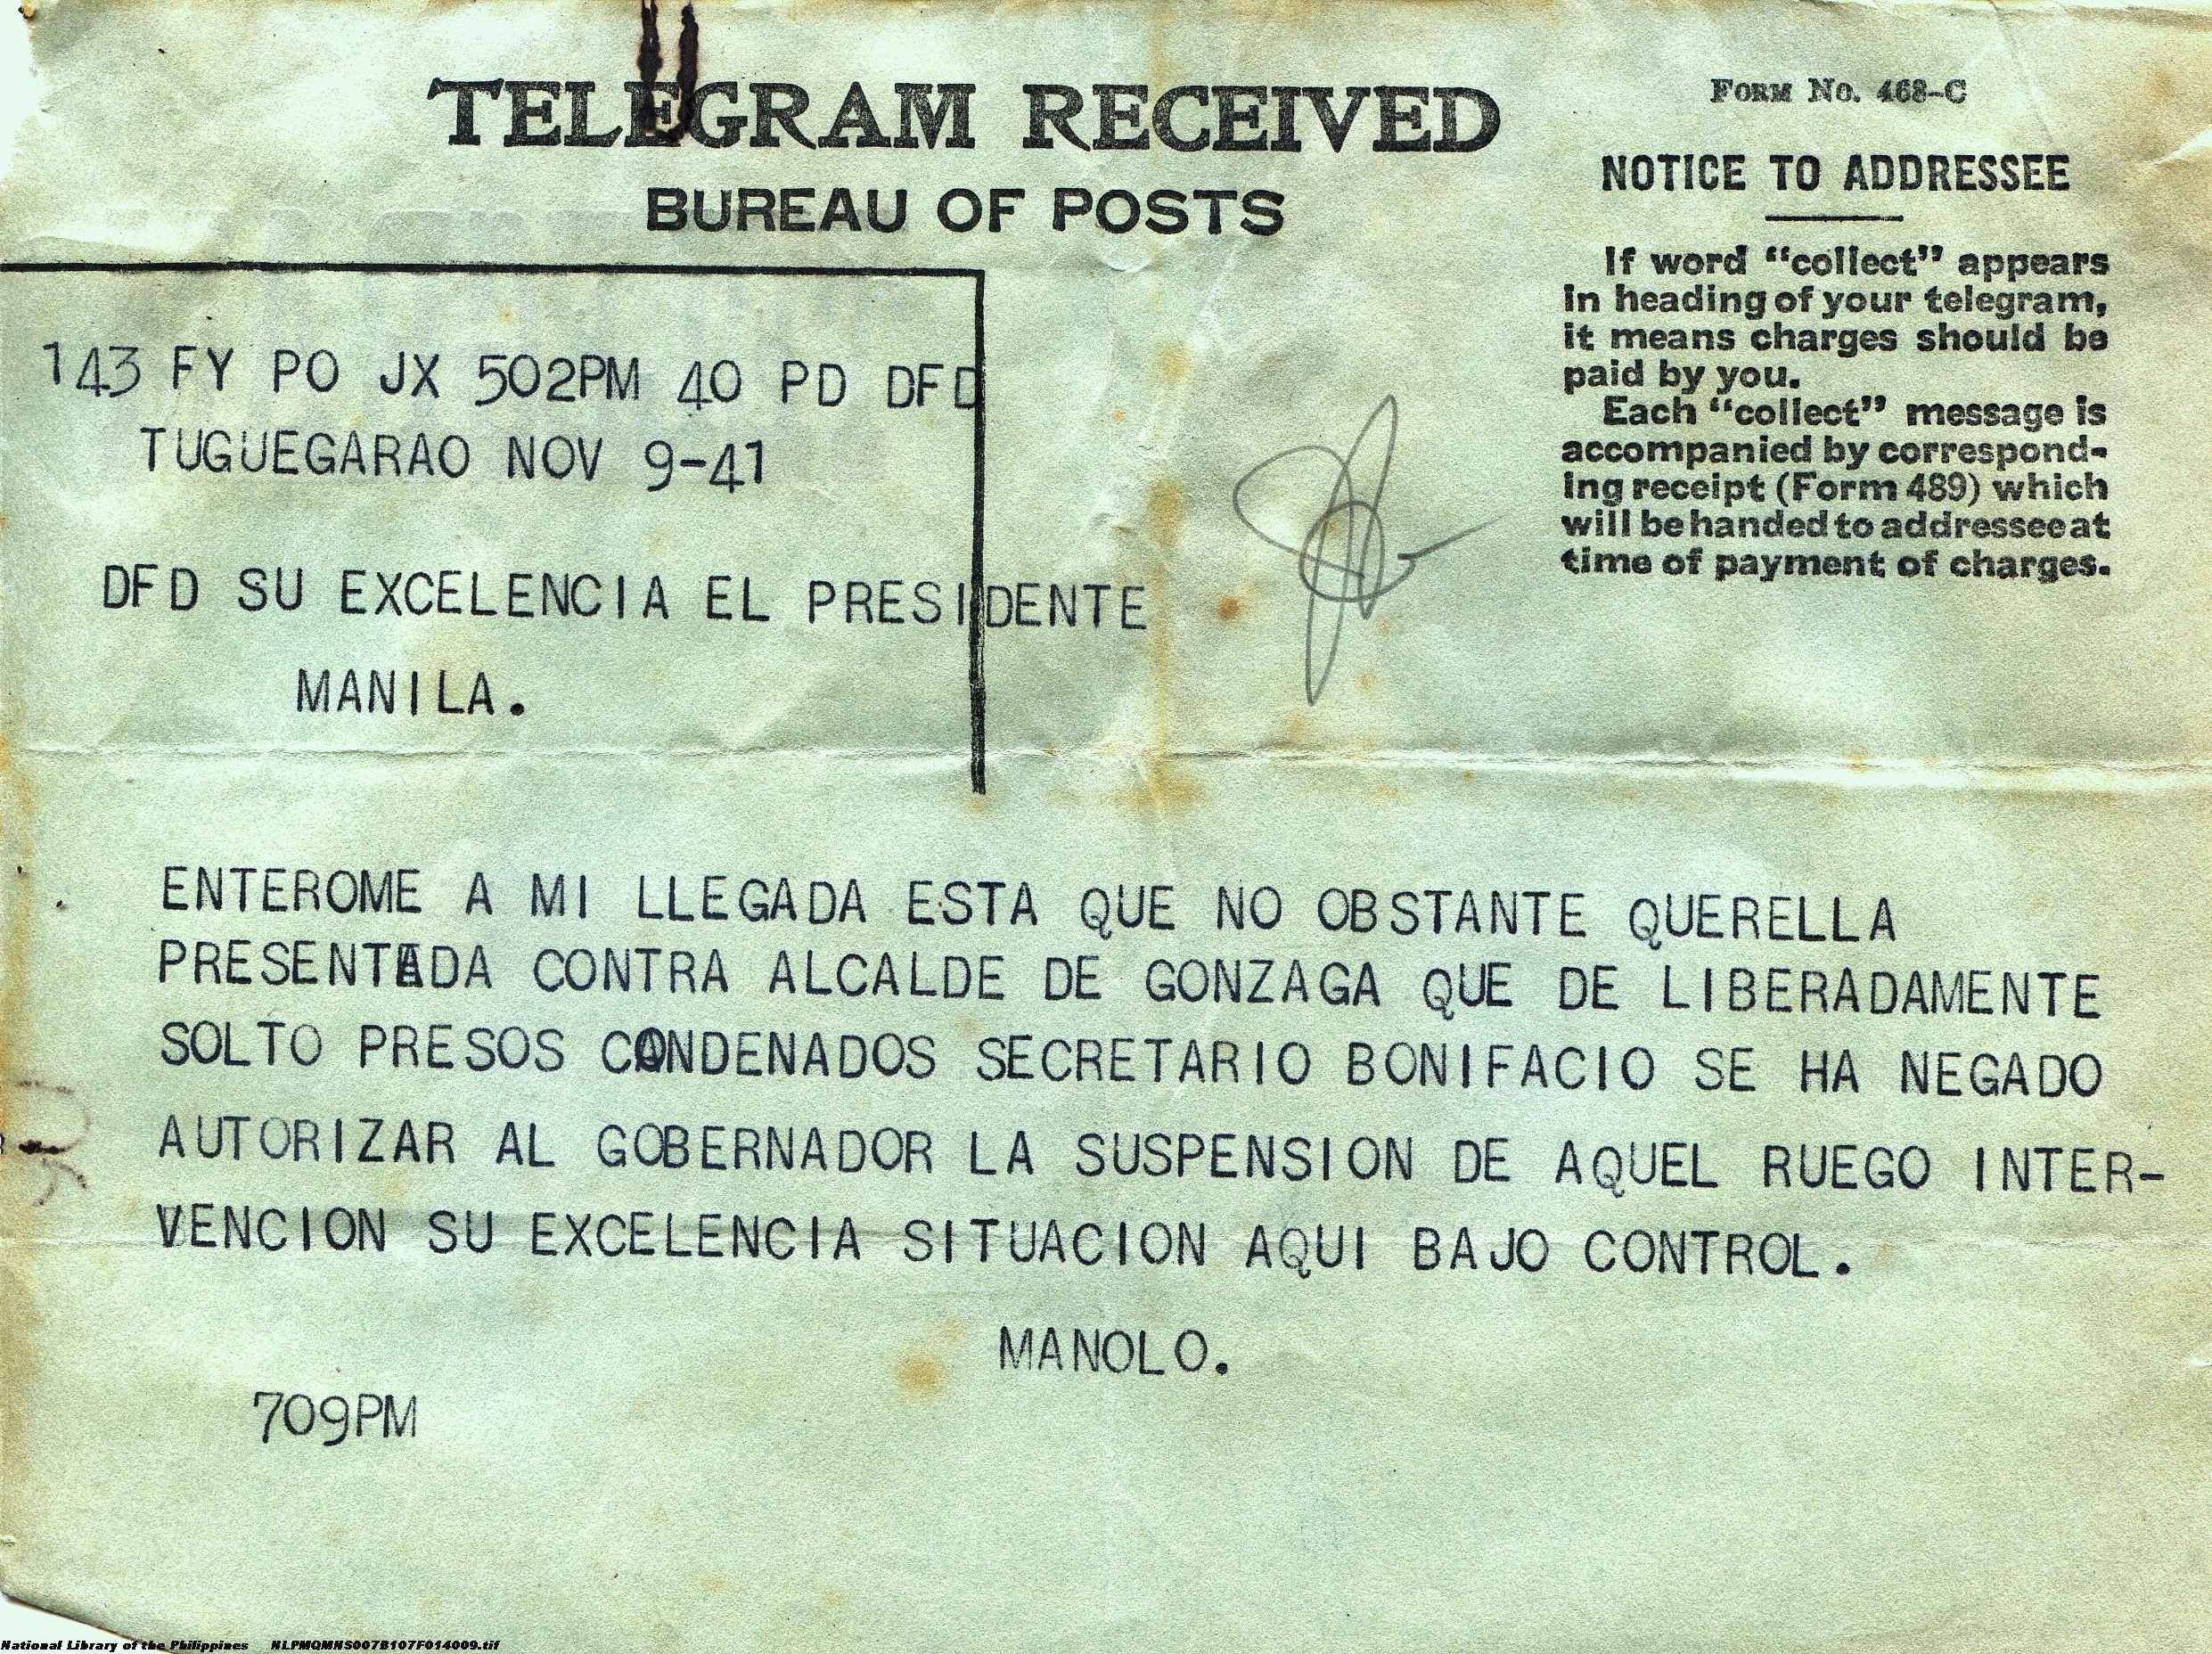 TELEGRAM RECEIVED
BUREAU OF POSTS
FORM NO. 468-C
NOTICE TO ADDRESSEE
If word “collect” appears
in heading of your telegram,
it means charges should be
paid by you.
Each “collect” message is
accompanied by correspond-
ing receipt (Form 489) which
will be handed to addressee at
time of payment of charges.
143 FY PO JX 502PM 40 PD DFD
TUGUEGARAO NOV 9-41
DFD SU EXCELENCIA EL PRESIDENTE
MANILA.
ENTEROME A MI LLEGADA ESTA QUE NO OBSTANTE QUERELLA
PRESENTADA CONTRA ALCALDE DE GONZAGA QUE DE LIBERADAMENTE
SOLTO PRESOS CONDENADOS SECRETARIO BONIFACIO SE HA NEGADO
AUTORIZAR AL GOBERNADOR LA SUSPENSION DE AQUEL RUEGO INTER-
VENCION SU EXCELENCIA SITUACION AQUI BAJO CONTROL.
MANOLO.
709PM
National Library of the Philippines NLPMQMNS007B107F014009.tif